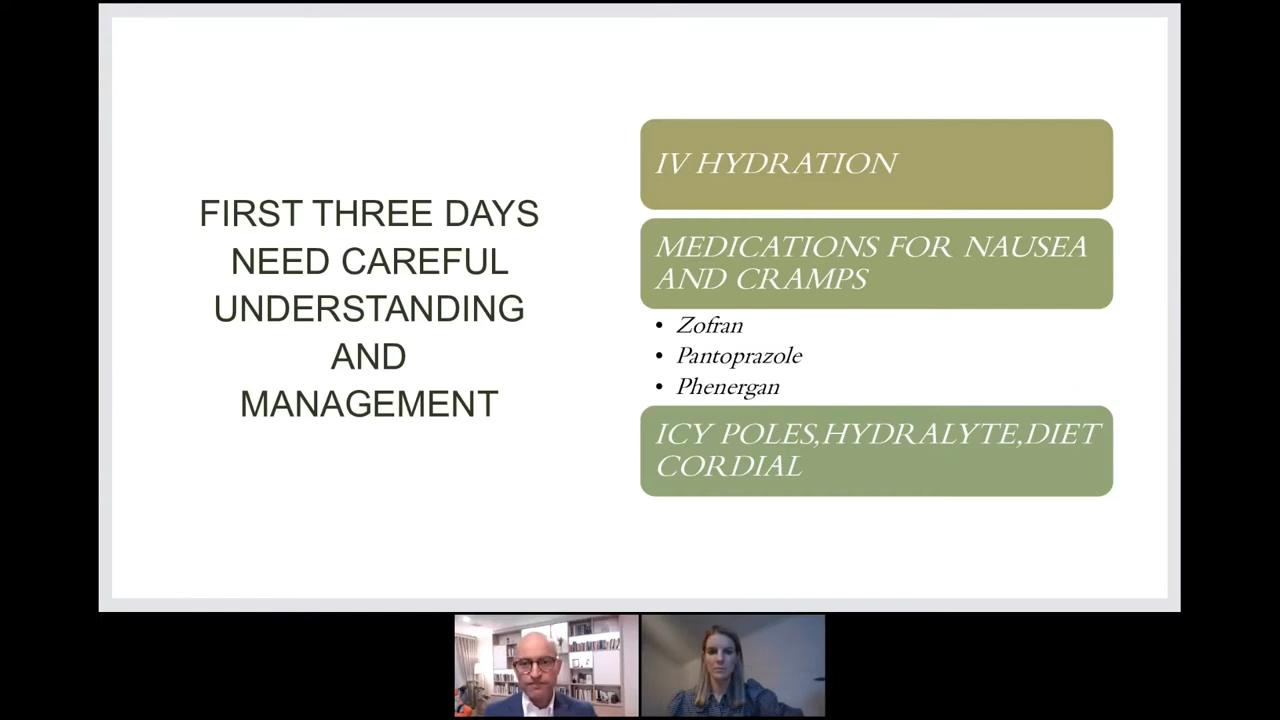 FIRST THREE DAYS
NEED CAREFUL
UNDERSTANDING
AND
MANAGEMENT
IV HYDRATION
MEDICATIONS FOR NAUSEA
AND CRAMPS
• Zofran
• Pantoprazole
• Phenergan
ICY POLES,HYDRALYTE,DIET
CORDIAL